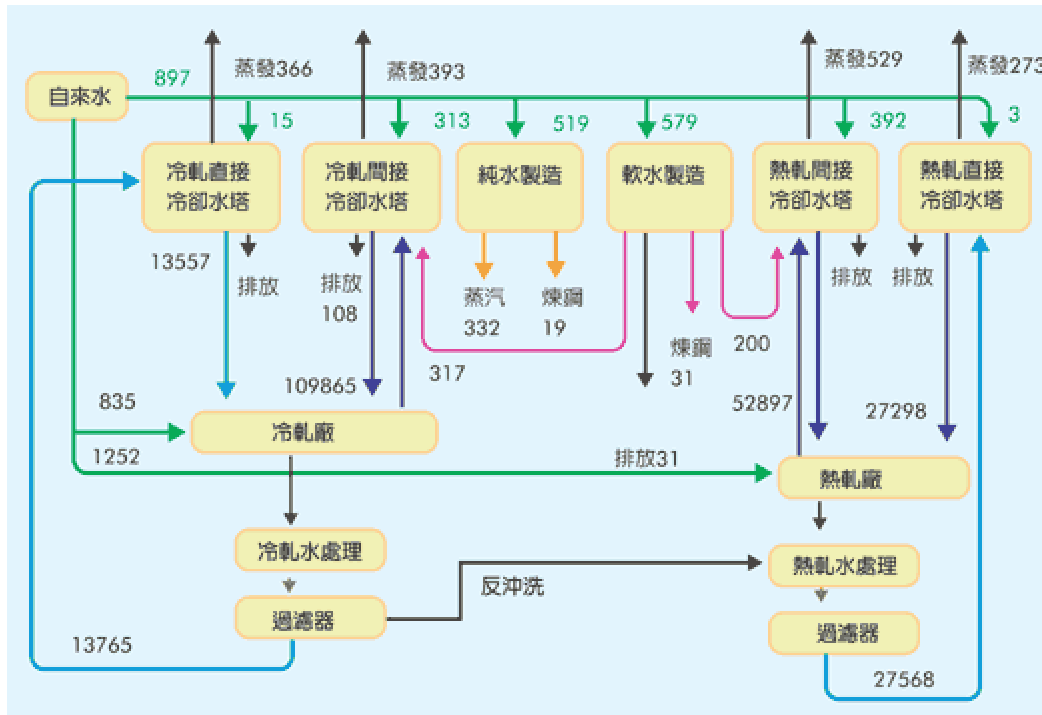 蒸發366
蒸發393
蒸發529
蒸發273
897
自來水
15
313
519
579
392
3
冷軋直接
冷卻水塔
冷軋間接
冷卻水塔
純水製造
軟水製造
熱軋間接
冷卻水塔
熱軋直接
冷卻水塔
13557
排放
排放
108
蒸汽
332
煉鋼
19
煉鋼
31
200
排放
排放
317
109865
52897
27298
835
冷軋廠
1252
排放31
熱軋廠
冷軋水處理
熱軋水處理
反沖洗
過濾器
過濾器
13765
27568